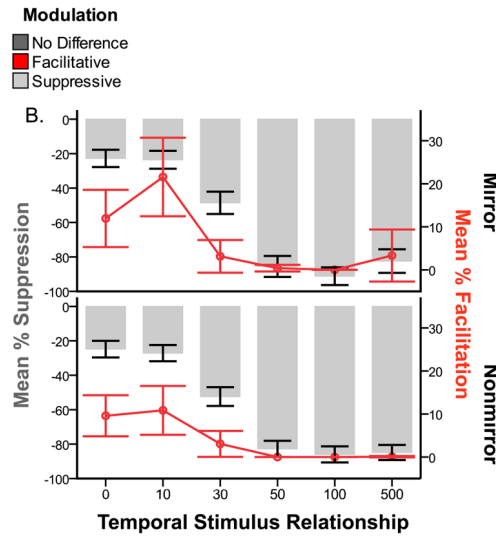 Modulation
No Difference
Facilitative
Suppressive
B.
Mean % Suppression
0
-20
-40
-60
-80
-100
30
20
10
0
Mirror
0
-20
-40
-60
-80
-100
30
20
10
0
Nonmirror
Mean % Facilitation
0 10 30 50 100 500
Temporal Stimulus Relationship